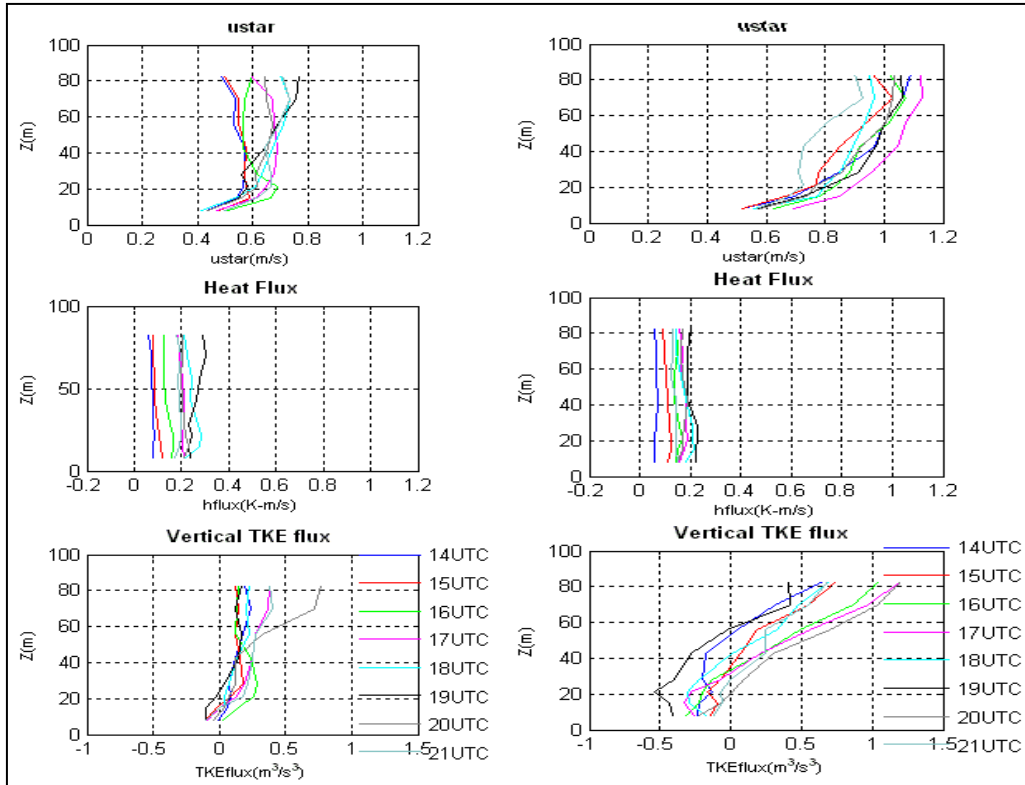 ustar
100
80
60
40
20
0
Z(m)
0 0.2 0.4 0.6 0.8 1 1.2
ustar(m/s)
ustar
100
80
60
40
20
0
Z(m)
0 0.2 0.4 0.6 0.8 1 1.2
ustar(m/s)
Heat Flux
100
50
0
Z(m)
-0.2 0 0.2 0.4 0.6 0.8 1 1.2
hflux(K-m/s)
Heat Flux
100
80
60
40
20
0
Z(m)
-0.2 0 0.2 0.4 0.6 0.8 1 1.2
hflux(K-m/s)
Vertical TKE flux
100
80
60
40
20
0
Z(m)
-1 -0.5 0 0.5 1 1.5
TKEflux(m³/s³)
14UTC
15UTC
16UTC
17UTC
18UTC
19UTC
20UTC
21UTC
Vertical TKE flux
100
80
60
40
20
0
Z(m)
-1 -0.5 0 0.5 1 1.5
TKEflux(m³/s³)
14UTC
15UTC
16UTC
17UTC
18UTC
19UTC
20UTC
21UTC